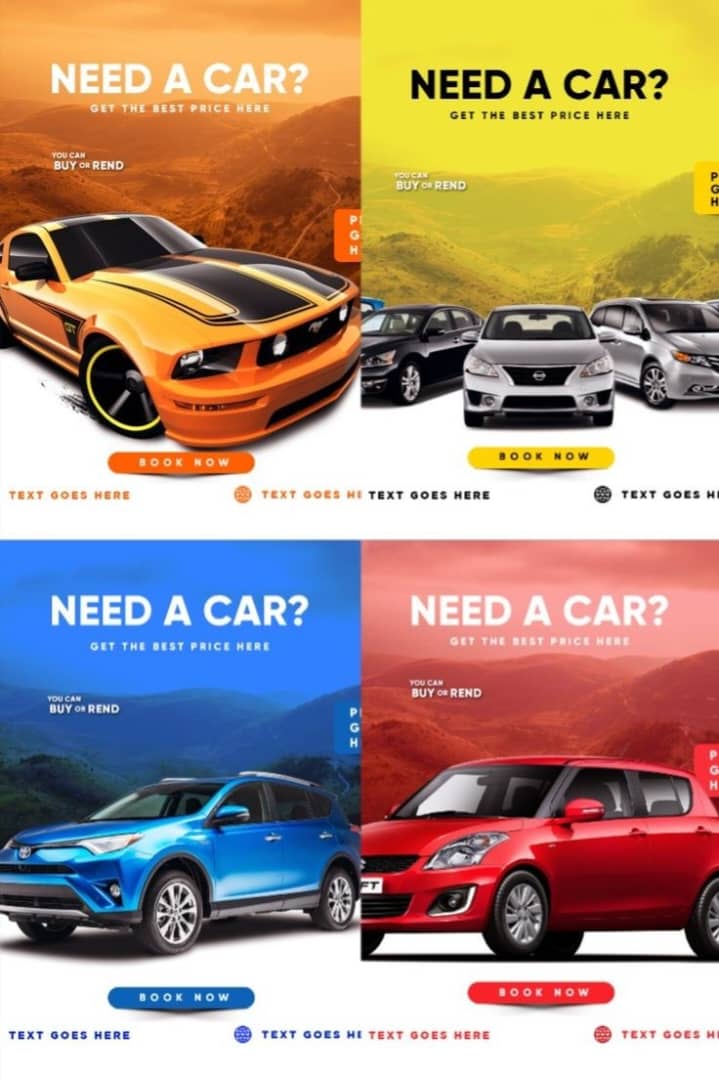 NEED A CAR?
GET THE BEST PRICE HERE
YOU CAN
BUY OR REND
P
G
H
GT
BOOK NOW
TEXT GOES HERE
TEXT GOES HE
NEED A CAR?
GET THE BEST PRICE HERE
YOU CAN
BUY OR REND
P
G
H
BOOK NOW
TEXT GOES HERE
TEXT GOES H
NEED A CAR?
GET THE BEST PRICE HERE
YOU CAN
BUY OR REND
P
G
H
BOOK NOW
TEXT GOES HERE
TEXT GOES HE
NEED A CAR?
GET THE BEST PRICE HERE
YOU CAN
BUY OR REND
P
G
H
FT
BOOK NOW
TEXT GOES HERE
TEXT GOES H